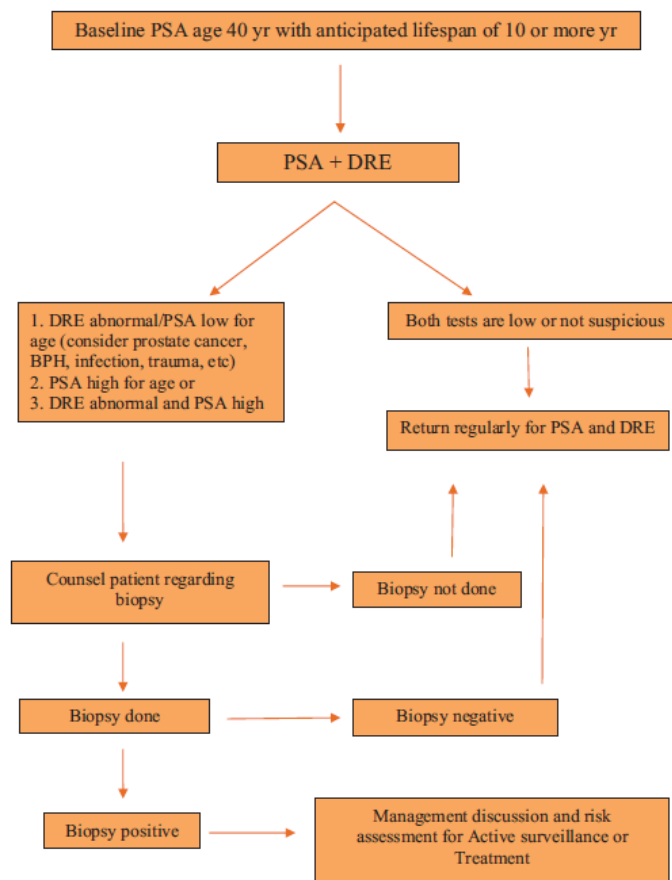 Baseline PSA age 40 yr with anticipated lifespan of 10 or more yr
PSA + DRE
1. DRE abnormal/PSA low for
age (consider prostate cancer,
BPH, infection, trauma, etc)
2. PSA high for age or
3. DRE abnormal and PSA high
Both tests are low or not suspicious
Return regularly for PSA and DRE
Counsel patient regarding
biopsy
Biopsy not done
Biopsy done
Biopsy negative
Biopsy positive
Management discussion and risk
assessment for Active surveillance or
Treatment